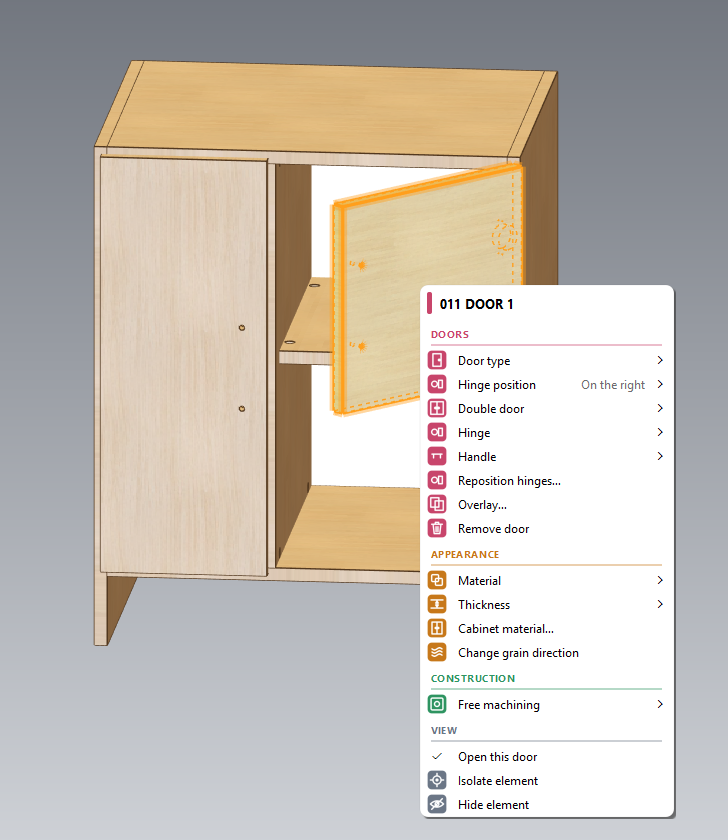 011 DOOR 1
DOORS
Door type
Hinge position On the right
Double door
Hinge
Handle
Reposition hinges...
Overlay...
Remove door
APPEARANCE
Material
Thickness
Cabinet material...
Change grain direction
CONSTRUCTION
Free machining
VIEW
Open this door
Isolate element
Hide element